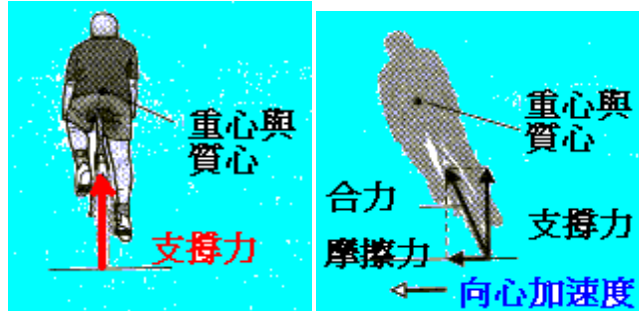 重心與
質心
支撐力
重心與
質心
合力
支撐力
摩擦力
向心加速度